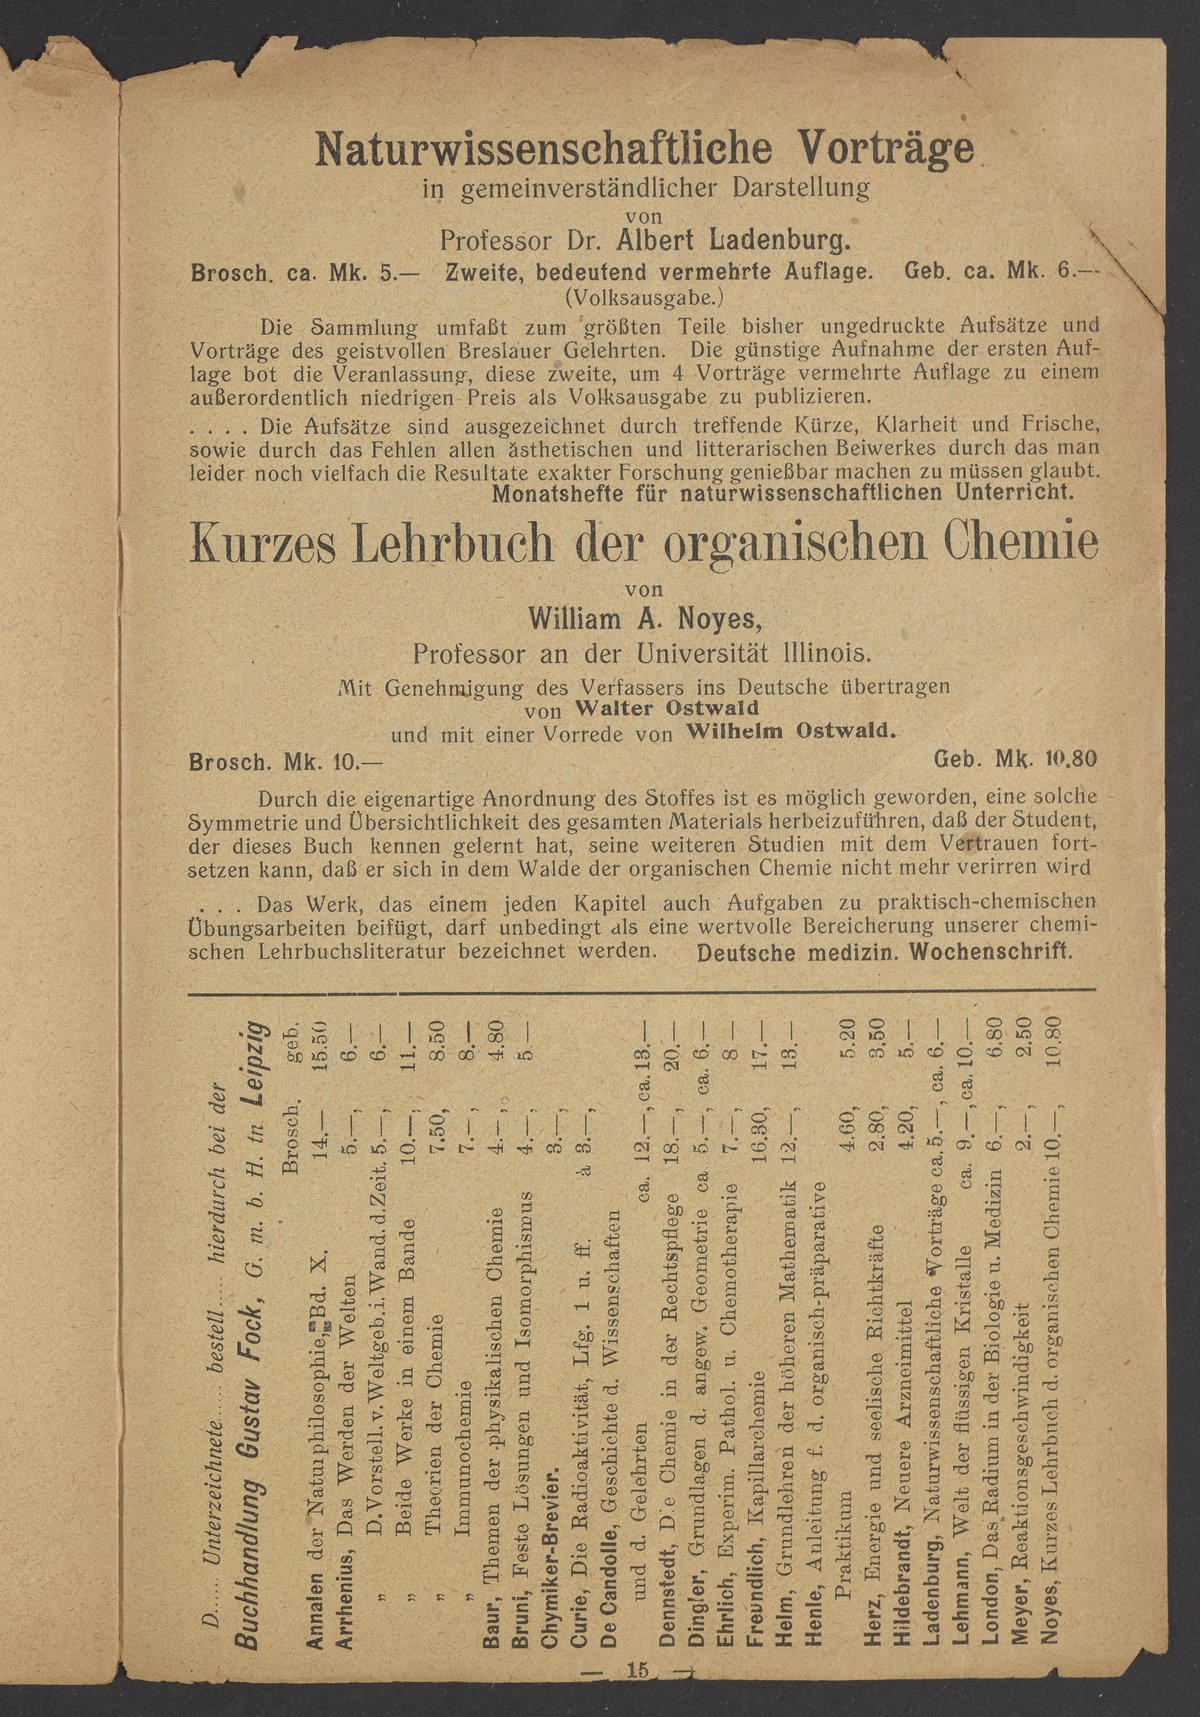 Naturwissenschaftliche Vorträge
in gemeinverständlicher Darstellung
von
Professor Dr. Albert Ladenburg.
Brosch. ca. Mk. 5.— Zweite, bedeutend vermehrte Auflage. Geb. ca. Mk. 6.—
(Volksausgabe.)
Die Sammlung umfaßt zum größten Teile bisher ungedruckte Aufsätze und
Vorträge des geistvollen Breslauer Gelehrten. Die günstige Aufnahme der ersten Auf-
lage bot die Veranlassung, diese zweite, um 4 Vorträge vermehrte Auflage zu einem
außerordentlich niedrigen Preis als Volksausgabe zu publizieren.
. . . . Die Aufsätze sind ausgezeichnet durch treffende Kürze, Klarheit und Frische,
sowie durch das Fehlen allen ästhetischen und litterarischen Beiwerkes durch das man
leider noch vielfach die Resultate exakter Forschung genießbar machen zu müssen glaubt.
Monatshefte für naturwissenschaftlichen Unterricht.
Kurzes Lehrbuch der organischen Chemie
von
William A. Noyes,
Professor an der Universität Illinois.
Mit Genehmigung des Verfassers ins Deutsche übertragen
von Walter Ostwald
und mit einer Vorrede von Wilhelm Ostwald.
Brosch. Mk. 10.— Geb. Mk. 10.80
Durch die eigenartige Anordnung des Stoffes ist es möglich geworden, eine solche
Symmetrie und Übersichtlichkeit des gesamten Materials herbeizuführen, daß der Student,
der dieses Buch kennen gelernt hat, seine weiteren Studien mit dem Vertrauen fort-
setzen kann, daß er sich in dem Walde der organischen Chemie nicht mehr verirren wird
. . . . Das Werk, das einem jeden Kapitel auch Aufgaben zu praktisch-chemischen
Übungsarbeiten beifügt, darf unbedingt als eine wertvolle Bereicherung unserer chemi-
schen Lehrbuchsliteratur bezeichnet werden. Deutsche medizin. Wochenschrift.
D...... Unterzeichnete...... bestell...... hierdurch bei der
Buchhandlung Gustav Fock, G. m. b. H. in Leipzig
Brosch. geb.
Annalen der Naturphilosophie, Bd. X. 14.— 15.50
Arrhenius, Das Werden der Welten 5.—, 6.—
„ D. Vorstell. v. Weltgeb. i. Wand. d. Zeit. 5.—, 6.—
„ Beide Werke in einem Bande 10.—, 11.—
„ Theorien der Chemie 7.50, 8.50
„ Immunochemie 7.—, 8.—
Baur, Themen der physikalischen Chemie 4.—, 4.80
Bruni, Feste Lösungen und Isomorphismus 4.—, 5.—
Chymiker-Brevier. 3.—,
Curie, Die Radioaktivität, Lfg. 1 u. ff. à 3.—,
De Candolle, Geschichte d. Wissenschaften
und d. Gelehrten ca. 12.—, ca. 13.—
Dennstedt, Die Chemie in der Rechtspflege 18.—, 20.—
Dingler, Grundlagen d. angew. Geometrie ca 5.—, ca. 6.—
Ehrlich, Experim. Pathol. u. Chemotherapie 7.—, 8 —
Freundlich, Kapillarchemie 16.30, 17.—
Helm, Grundlehren der höheren Mathematik 12.—, 13.—
Henle, Anleitung f. d. organisch-präparative
Praktikum 4.60, 5.20
Herz, Energie und seelische Richtkräfte 2.80, 3.50
Hildebrandt, Neuere Arzneimittel 4.20, 5.—
Ladenburg, Naturwissenschaftliche Vorträge ca. 5.—, ca. 6.—
Lehmann, Welt der flüssigen Kristalle ca. 9.—, ca. 10.—
London, Das Radium in der Biologie u. Medizin 6.—, 6.80
Meyer, Reaktionsgeschwindigkeit 2.—, 2.50
Noyes, Kurzes Lehrbuch d. organischen Chemie 10.—, 10.80
— 15 —